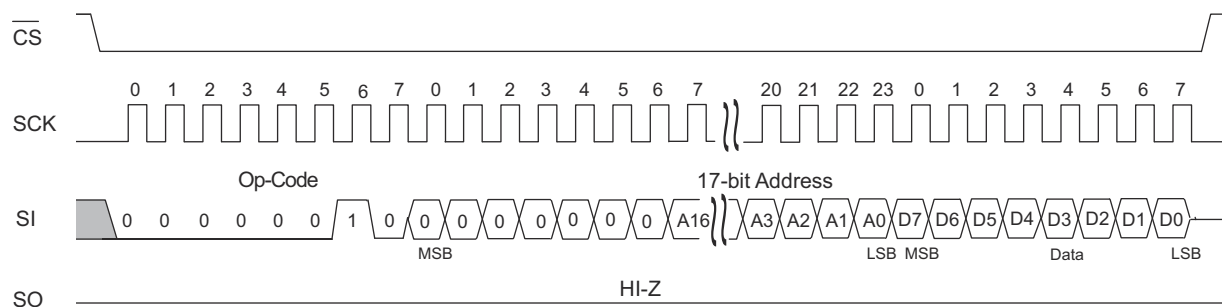 CS
0 1 2 3 4 5 6 7 0 1 2 3 4 5 6 7 20 21 22 23 0 1 2 3 4 5 6 7
SCK
Op-Code 17-bit Address
SI 0 0 0 0 0 0 1 0 0 0 0 0 0 0 0 A16 A3 A2 A1 A0 D7 D6 D5 D4 D3 D2 D1 D0
MSB LSB MSB Data LSB
HI-Z
SO